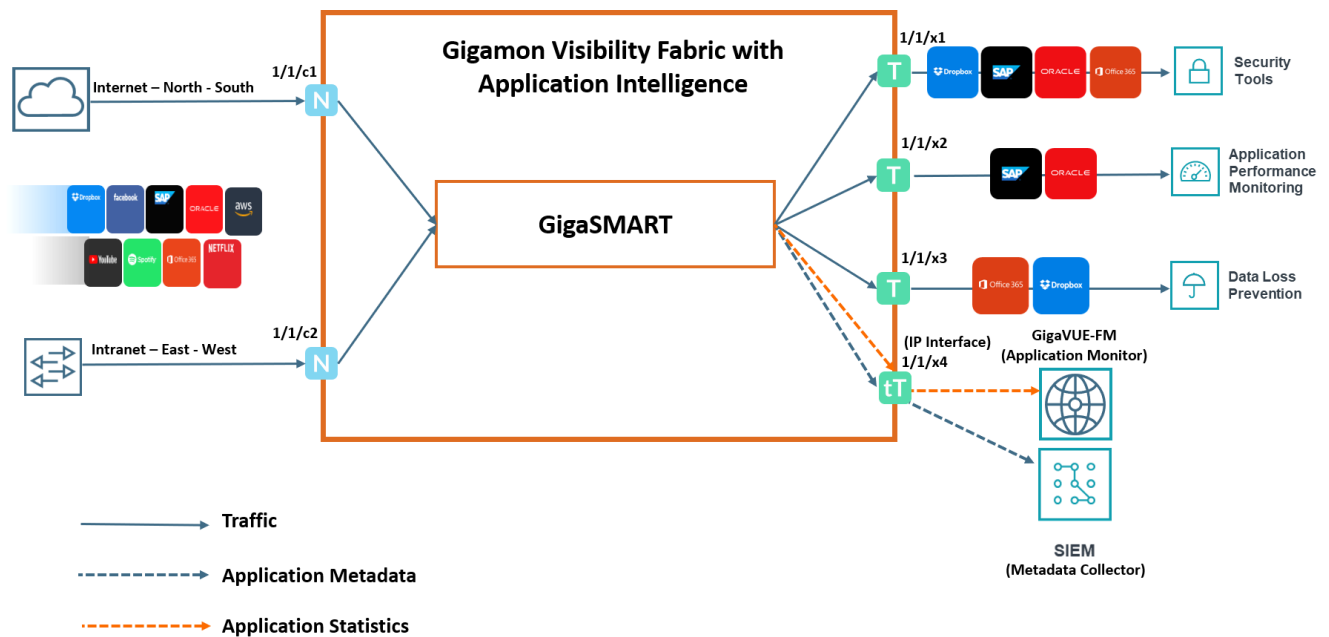 Gigamon Visibility Fabric with
Application Intelligence
1/1/c1
Internet – North - South
N
Dropbox
facebook
SAP
ORACLE
aws
YouTube
Spotify
Office 365
NETFLIX
1/1/c2
Intranet – East - West
N
GigaSMART
1/1/x1
T
Dropbox
SAP
ORACLE
Office 365
Security
Tools
1/1/x2
T
SAP
ORACLE
Application
Performance
Monitoring
1/1/x3
T
Office 365
Dropbox
Data Loss
Prevention
(IP Interface)
1/1/x4
tT
GigaVUE-FM
(Application Monitor)
SIEM
(Metadata Collector)
Traffic
Application Metadata
Application Statistics